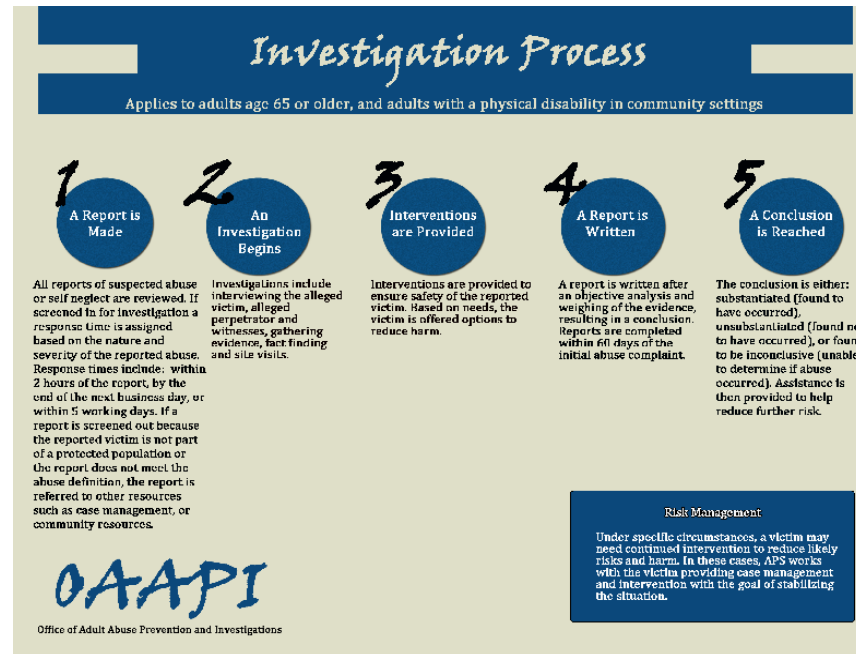 Investigation Process
Applies to adults age 65 or older, and adults with a physical disability in community settings
1
A Report is
Made
All reports of suspected abuse
or self neglect are reviewed. If
screened in for investigation a
response time is assigned
based on the nature and
severity of the reported abuse.
Response times include: within
2 hours of the report, by the
end of the next business day, or
within 5 working days. If a
report is screened out because
the reported victim is not part
of a protected population or
the report does not meet the
abuse definition, the report is
referred to other resources
such as case management, or
community resources.
2
An
Investigation
Begins
Investigations include
interviewing the alleged
victim, alleged
perpetrator and
witnesses, gathering
evidence, fact finding
and site visits.
3
Interventions
are Provided
Interventions are provided to
ensure safety of the reported
victim. Based on needs, the
victim is offered options to
reduce harm.
4
A Report is
Written
A report is written after
an objective analysis and
weighing of the evidence,
resulting in a conclusion.
Reports are completed
within 60 days of the
initial abuse complaint.
5
A Conclusion
is Reached
The conclusion is either:
substantiated (found to
have occurred),
unsubstantiated (found
to have occurred), or
to be inconclusive (unable
to determine if abuse
occurred). Assistance is
then provided to help
reduce further risk.
Risk Management
Under specific circumstances, a victim may
need continued intervention to reduce likely
risks and harm. In these cases, APS works
with the victim providing case management
and intervention with the goal of stabilizing
the situation.
OAAPI
Office of Adult Abuse Prevention and Investigations